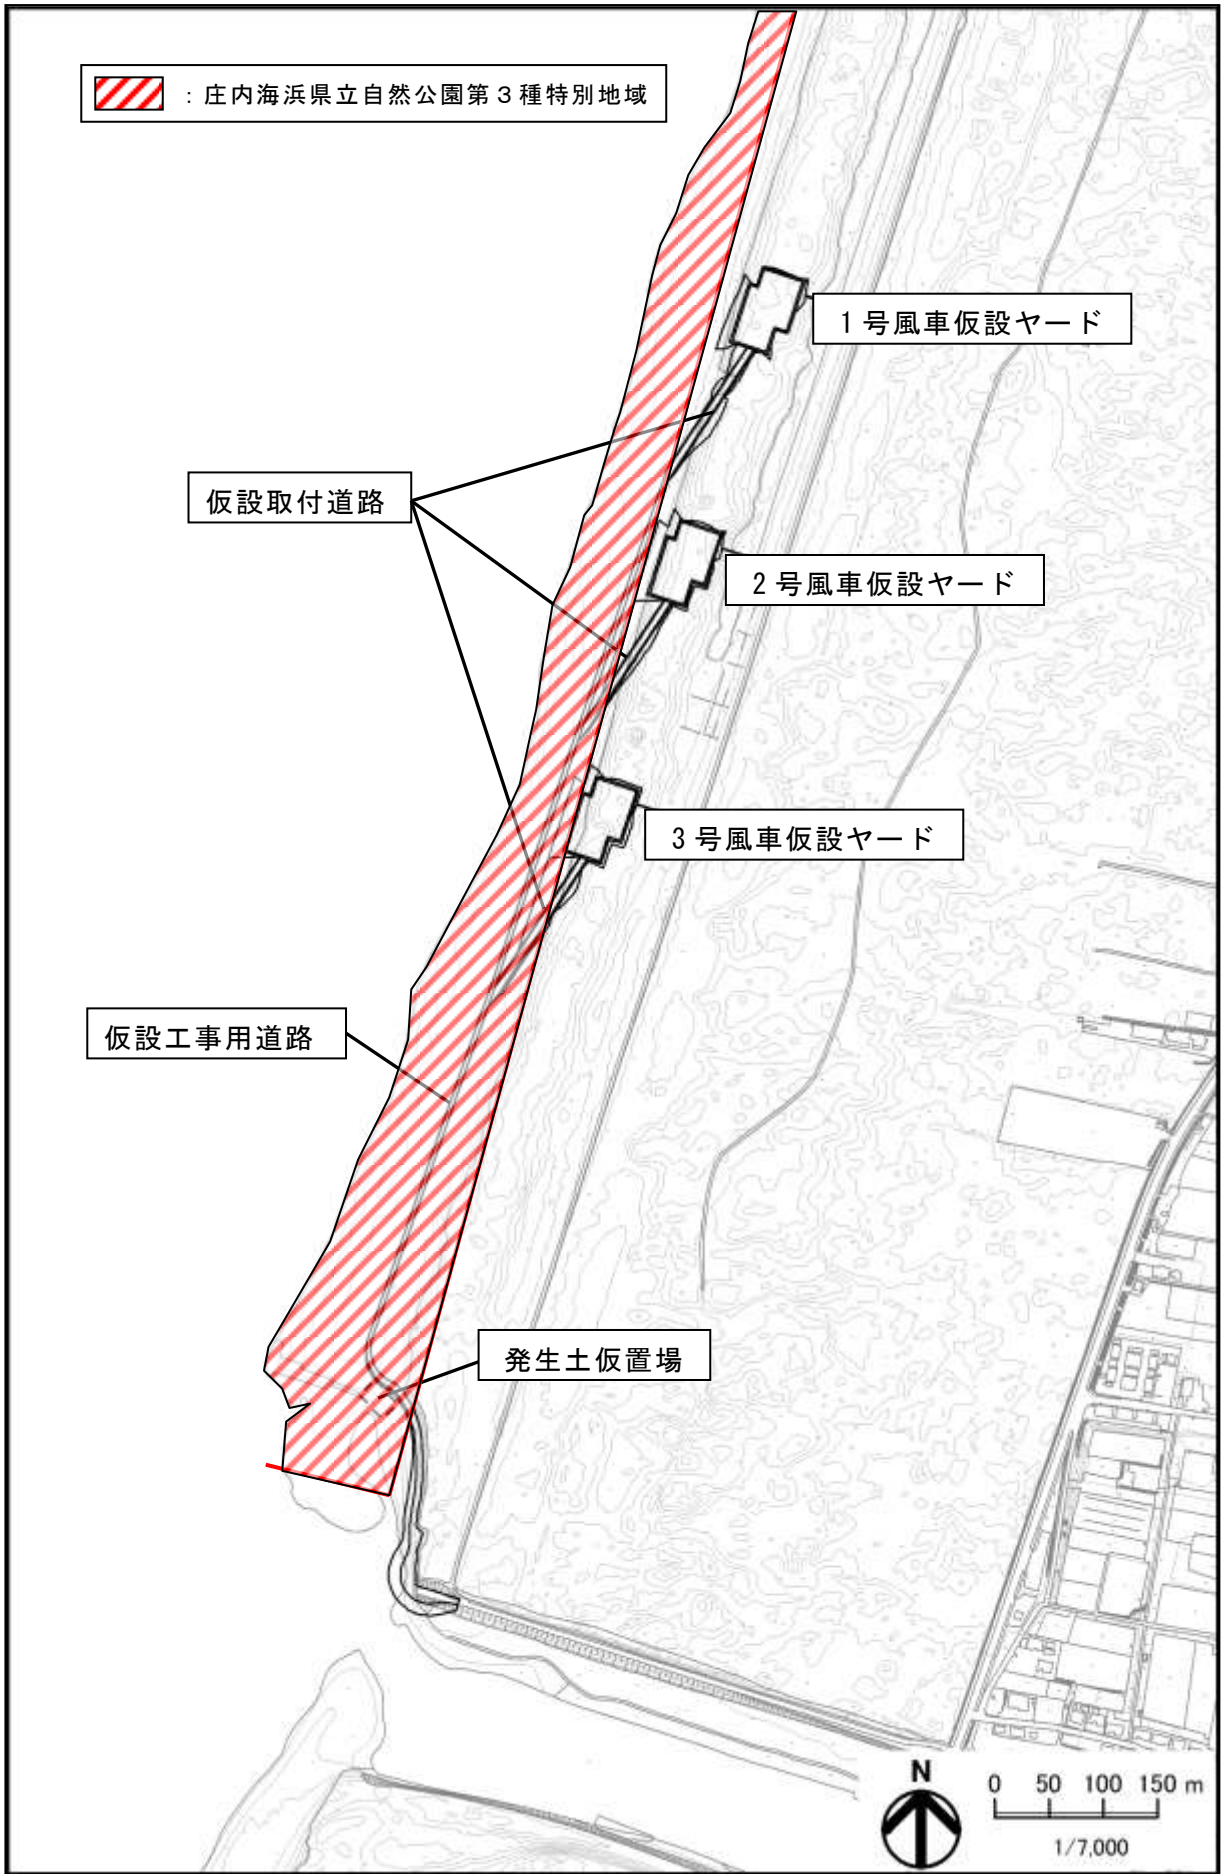 ：庄内海浜県立自然公園第３種特別地域
1 号風車仮設ヤード
仮設取付道路
2 号風車仮設ヤード
3 号風車仮設ヤード
仮設工事用道路
発生土仮置場
N
0 50 100 150 m
1/7,000